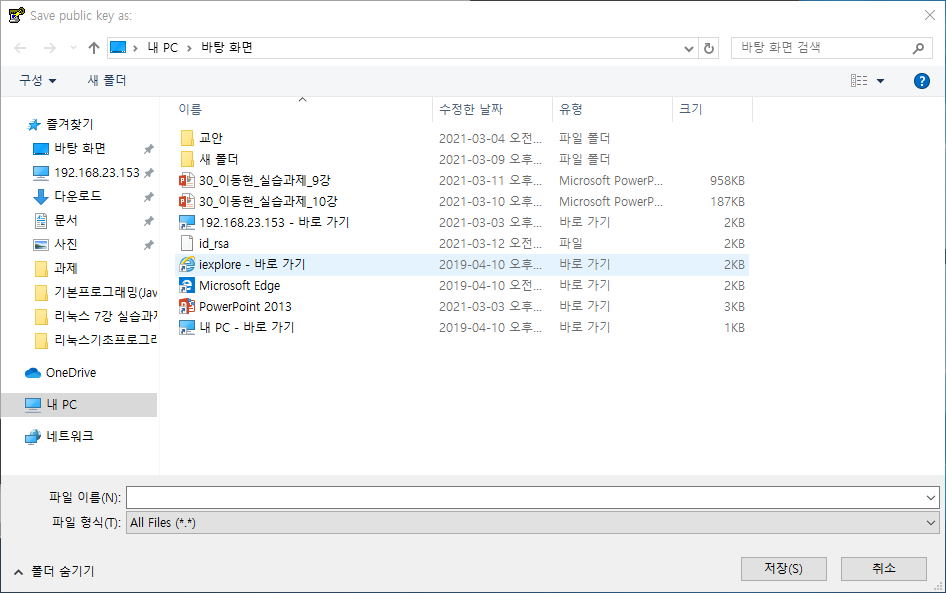 Save public key as:
내 PC > 바탕 화면
바탕 화면 검색
구성
새 폴더
즐겨찾기
바탕 화면
192.168.23.153
다운로드
문서
사진
과제
기본프로그래밍(Jav
리눅스 7강 실습과
리눅스기초프로그
OneDrive
내 PC
네트워크
이름 수정한 날짜 유형 크기
교안 2021-03-04 오전... 파일 폴더
새 폴더 2021-03-09 오후... 파일 폴더
30_이동현_실습과제_9강 2021-03-11 오후... Microsoft PowerP... 958KB
30_이동현_실습과제_10강 2021-03-10 오후... Microsoft PowerP... 187KB
192.168.23.153 - 바로 가기 2021-03-03 오후... 바로 가기 2KB
id_rsa 2021-03-12 오전... 파일 2KB
iexplore - 바로 가기 2019-04-10 오후... 바로 가기 2KB
Microsoft Edge 2019-04-10 오전... 바로 가기 2KB
PowerPoint 2013 2021-03-03 오후... 바로 가기 3KB
내 PC - 바로 가기 2019-04-10 오후... 바로 가기 1KB
파일 이름(N):
파일 형식(T): All Files (*.*)
폴더 숨기기
저장(S)
취소